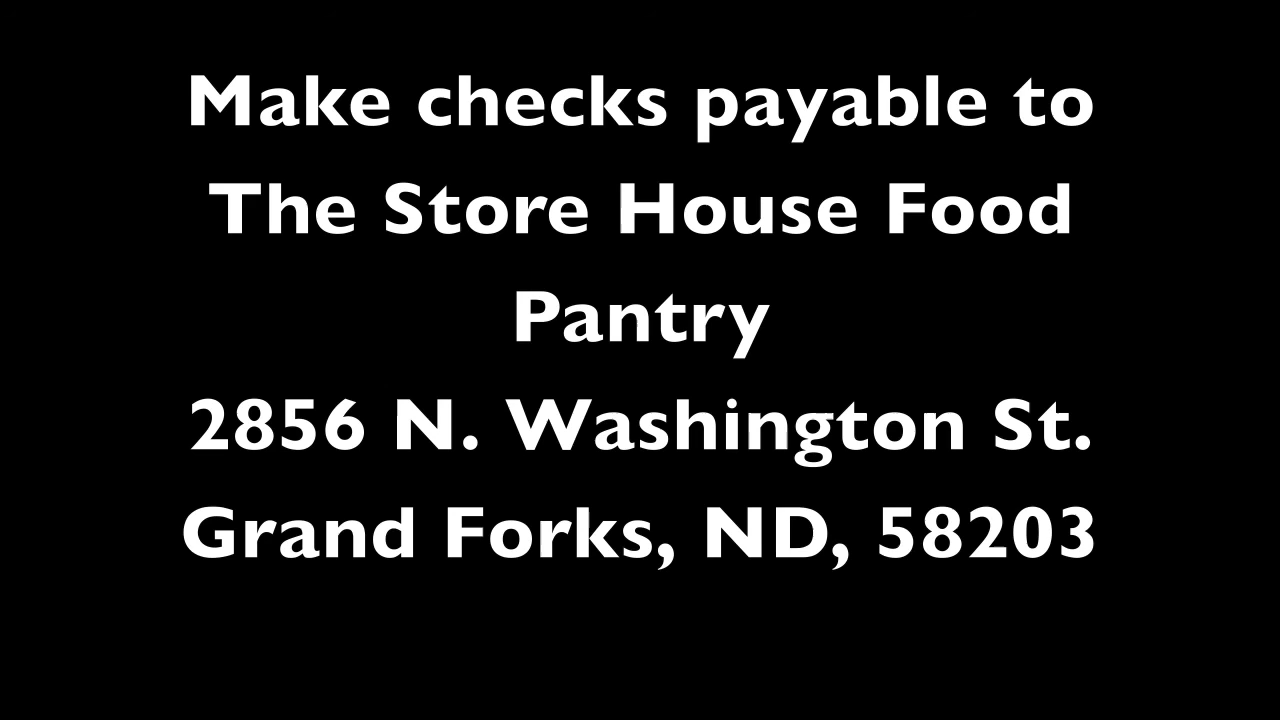 Make checks payable to
The Store House Food
Pantry
2856 N. Washington St.
Grand Forks, ND, 58203